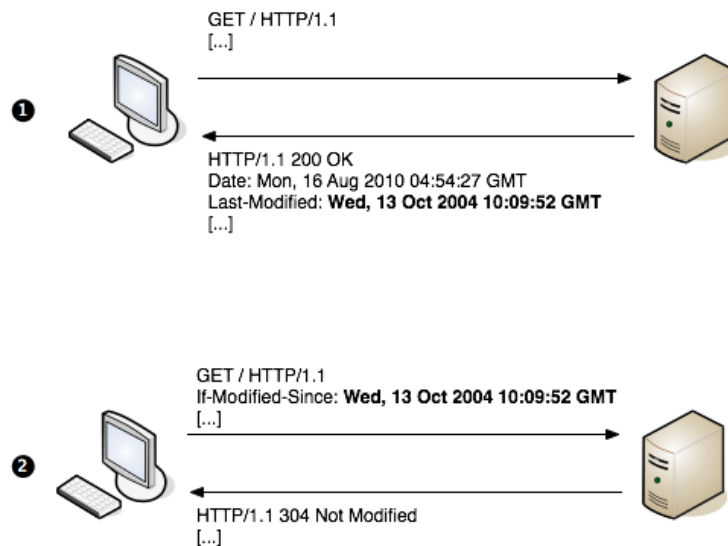 GET / HTTP/1.1
[...]
❶
HTTP/1.1 200 OK
Date: Mon, 16 Aug 2010 04:54:27 GMT
Last-Modified: Wed, 13 Oct 2004 10:09:52 GMT
[...]
GET / HTTP/1.1
If-Modified-Since: Wed, 13 Oct 2004 10:09:52 GMT
[...]
❷
HTTP/1.1 304 Not Modified
[...]